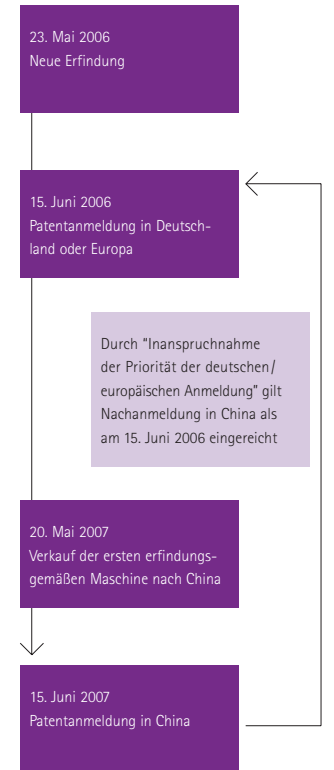 23. Mai 2006
Neue Erfindung
15. Juni 2006
Patentanmeldung in Deutsch-
land oder Europa
Durch "Inanspruchnahme
der Priorität der deutschen/
europäischen Anmeldung" gilt
Nachanmeldung in China als
am 15. Juni 2006 eingereicht
20. Mai 2007
Verkauf der ersten erfindungs-
gemäßen Maschine nach China
15. Juni 2007
Patentanmeldung in China